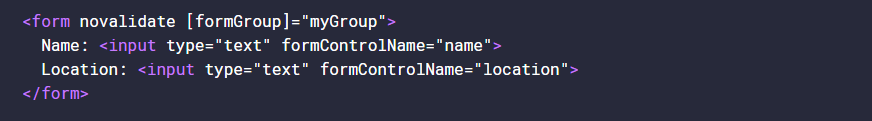 <form novalidate [formGroup]="myGroup">
Name: <input type="text" formControlName="name">
Location: <input type="text" formControlName="location">
</form>